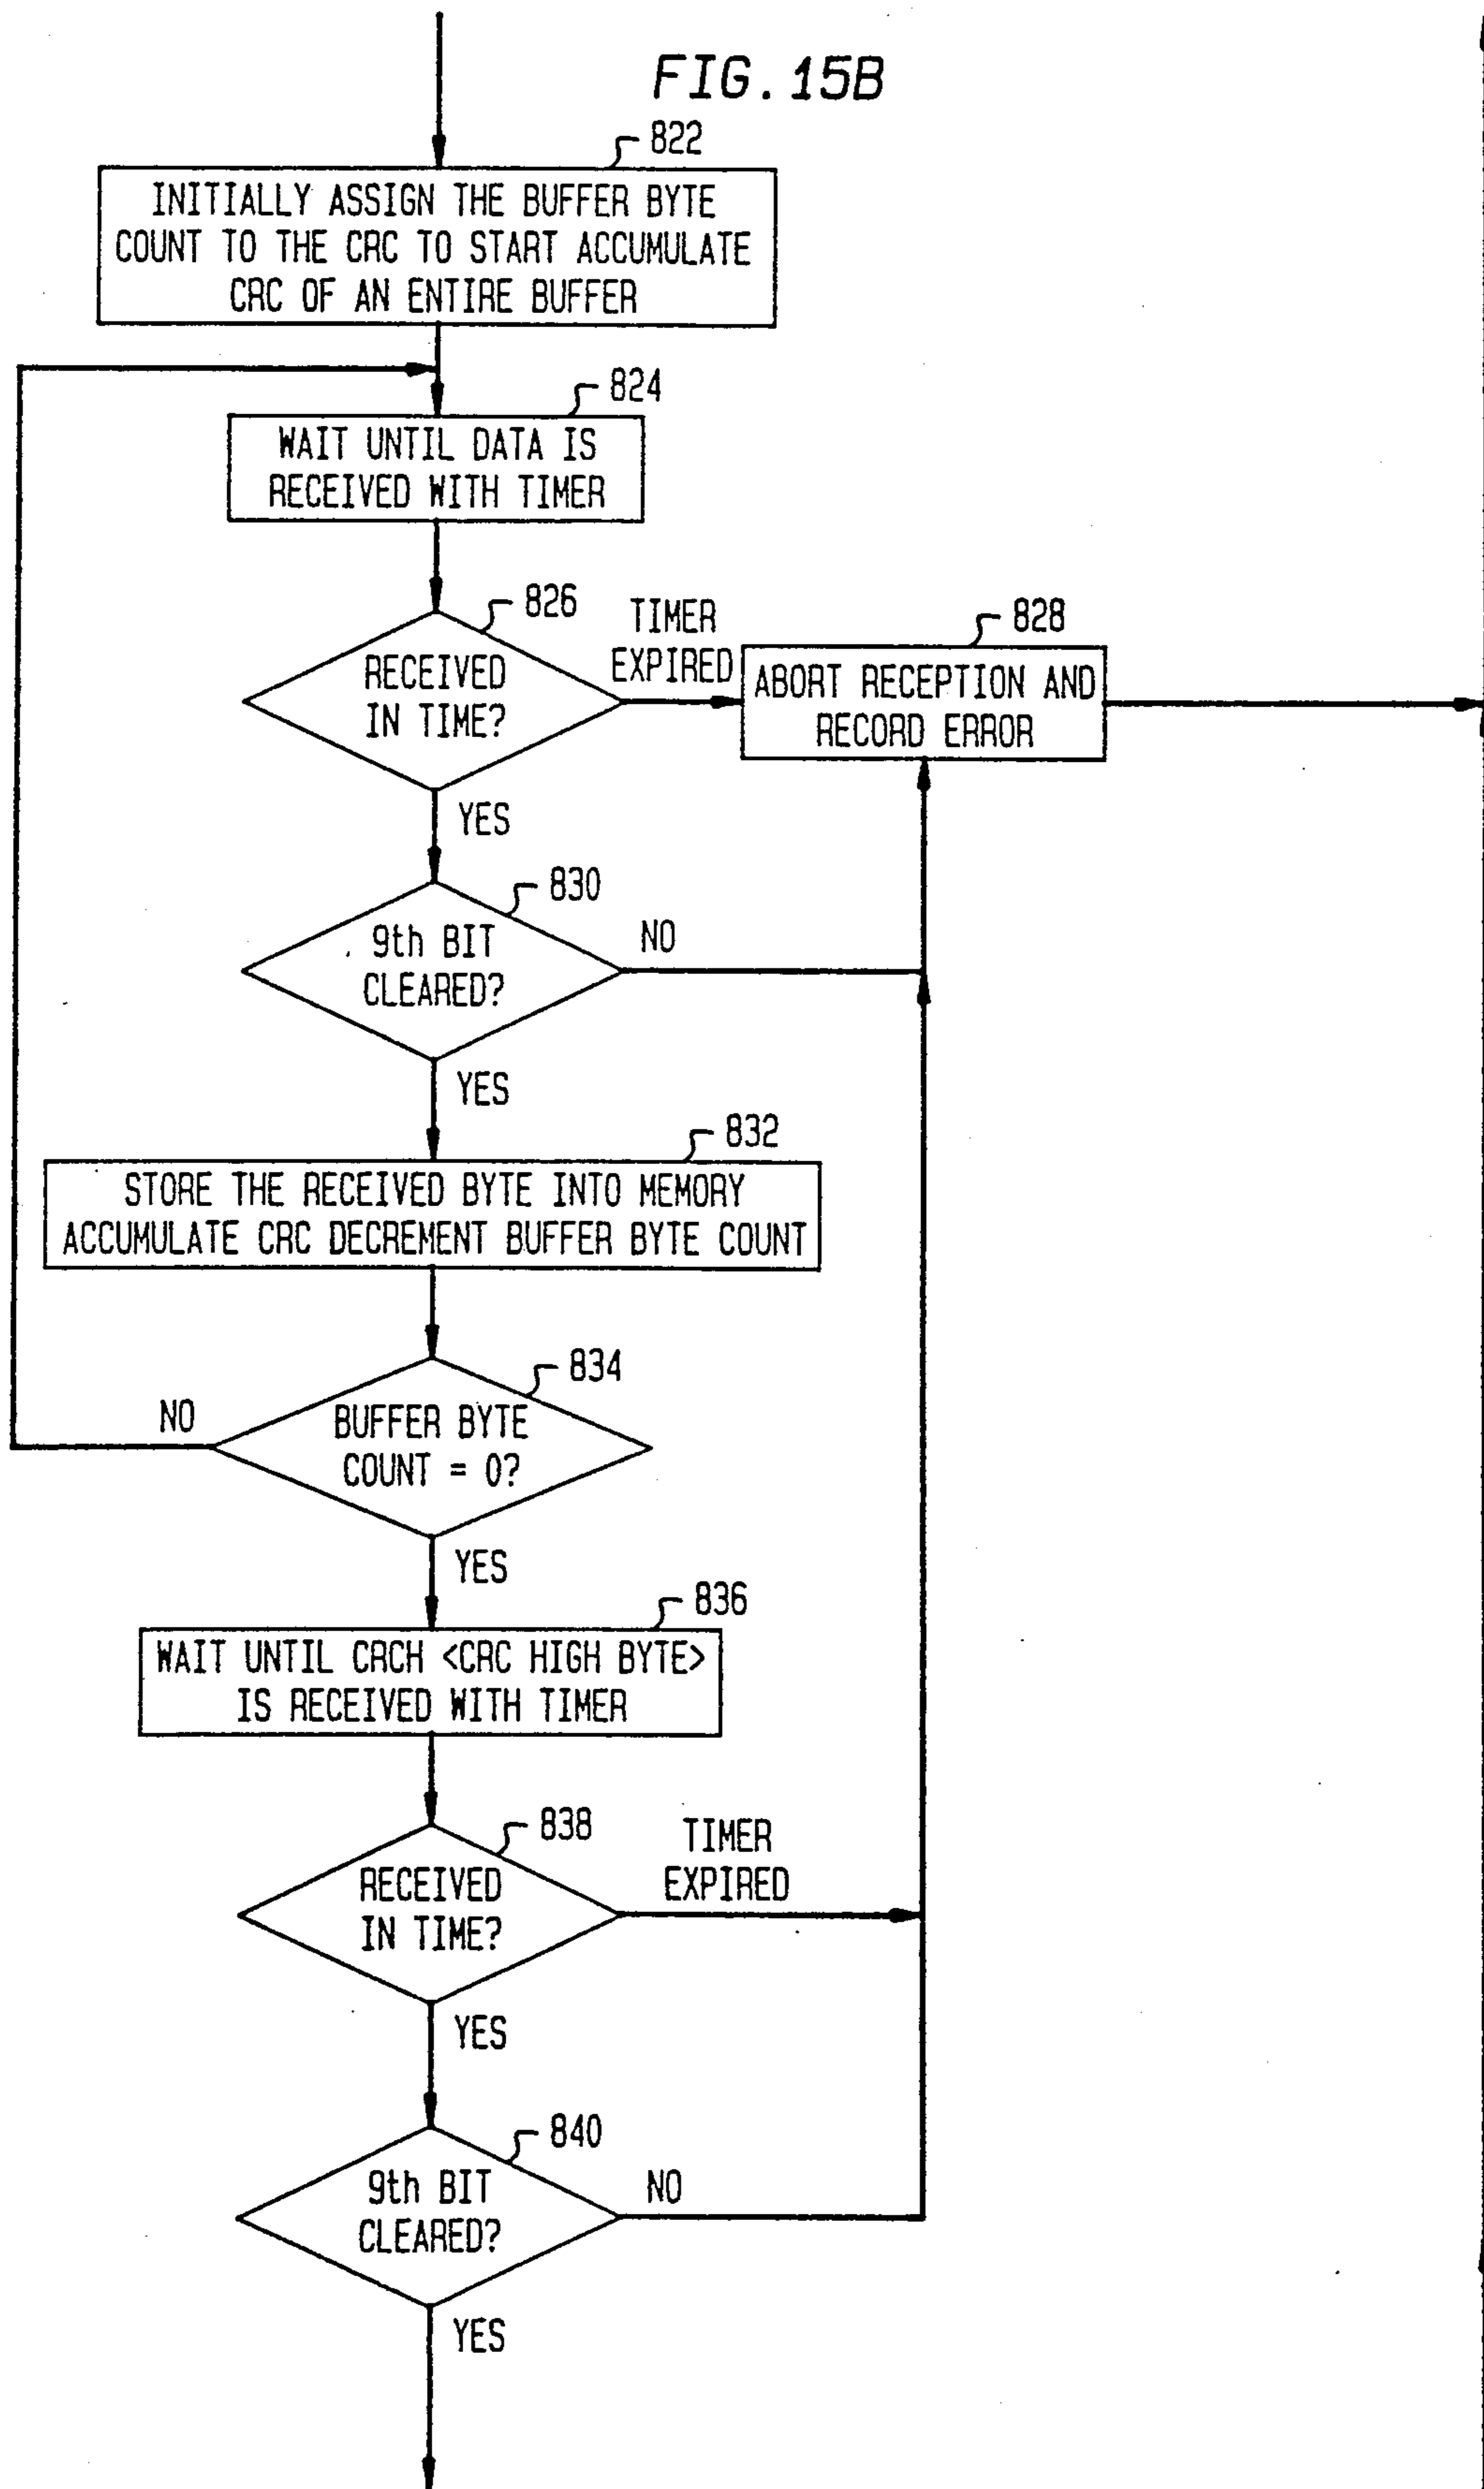 FIG. 15B
822
INITIALLY ASSIGN THE BUFFER BYTE
COUNT TO THE CRC TO START ACCUMULATE
CRC OF AN ENTIRE BUFFER
824
WAIT UNTIL DATA IS
RECEIVED WITH TIMER
826
RECEIVED
IN TIME?
TIMER
EXPIRED
828
ABORT RECEPTION AND
RECORD ERROR
YES
830
9th BIT
CLEARED?
NO
YES
832
STORE THE RECEIVED BYTE INTO MEMORY
ACCUMULATE CRC DECREMENT BUFFER BYTE COUNT
834
BUFFER BYTE
COUNT = 0?
NO
YES
836
WAIT UNTIL CRCH <CRC HIGH BYTE>
IS RECEIVED WITH TIMER
838
RECEIVED
IN TIME?
TIMER
EXPIRED
YES
840
9th BIT
CLEARED?
NO
YES